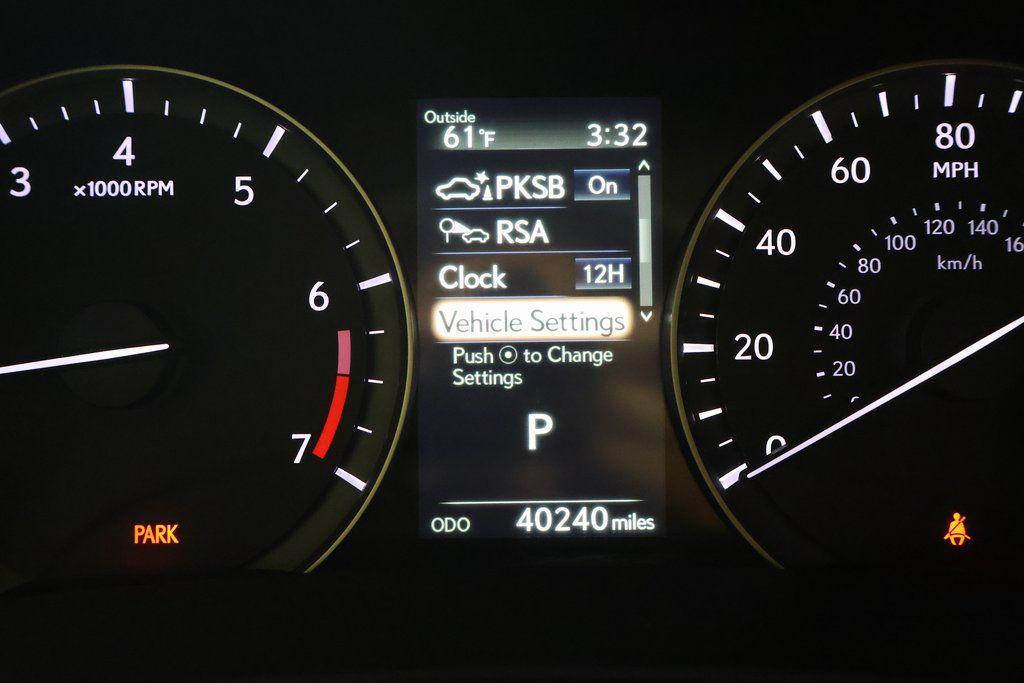 Outside
61°F 3:32
PKSB On
RSA
Clock 12H
Vehicle Settings
Push to Change
Settings
P
ODO 40240 miles
3
4
x1000 RPM
5
6
7
PARK
0
20
40
60
80
MPH
20
40
60
80
100
120
140
km/h